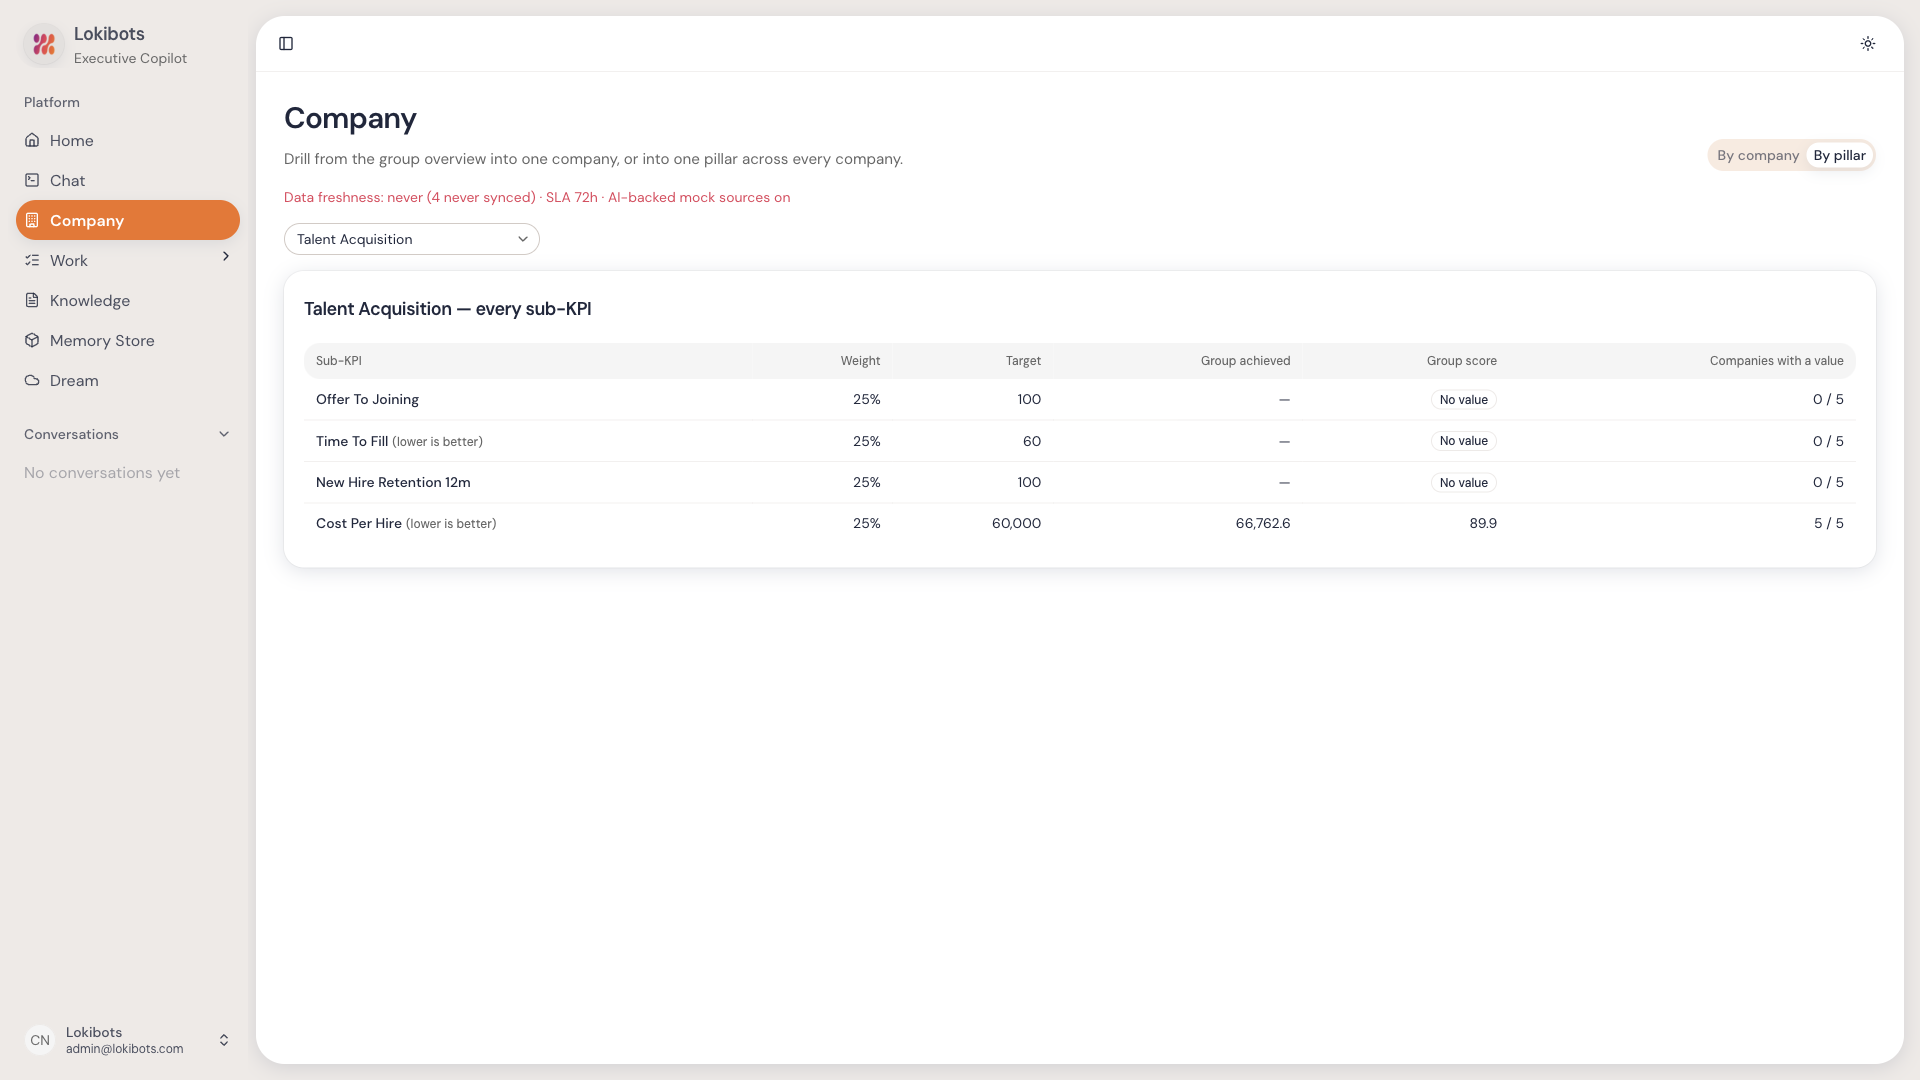 Lokibots
Executive Copilot
Platform
Home
Chat
Company
Work
Knowledge
Memory Store
Dream
Conversations
No conversations yet
CN
Lokibots
admin@lokibots.com
Company
Drill from the group overview into one company, or into one pillar across every company.
By company By pillar
Data freshness: never (4 never synced) · SLA 72h · AI-backed mock sources on
Talent Acquisition
Talent Acquisition — every sub-KPI
Sub-KPI Weight Target Group achieved Group score Companies with a value
Offer To Joining 25% 100 — No value 0 / 5
Time To Fill (lower is better) 25% 60 — No value 0 / 5
New Hire Retention 12m 25% 100 — No value 0 / 5
Cost Per Hire (lower is better) 25% 60,000 66,762.6 89.9 5 / 5